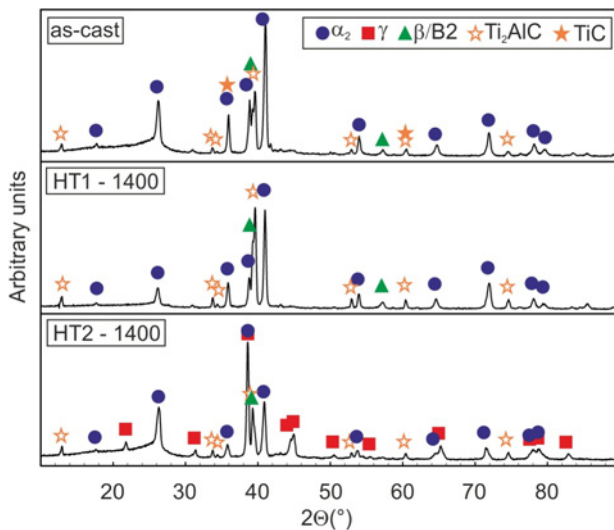 as-cast
α₂ γ β/B2 Ti₂AlC TiC
HT1 - 1400
HT2 - 1400
Arbitrary units
10 20 30 40 50 60 70 80
2Θ(°)